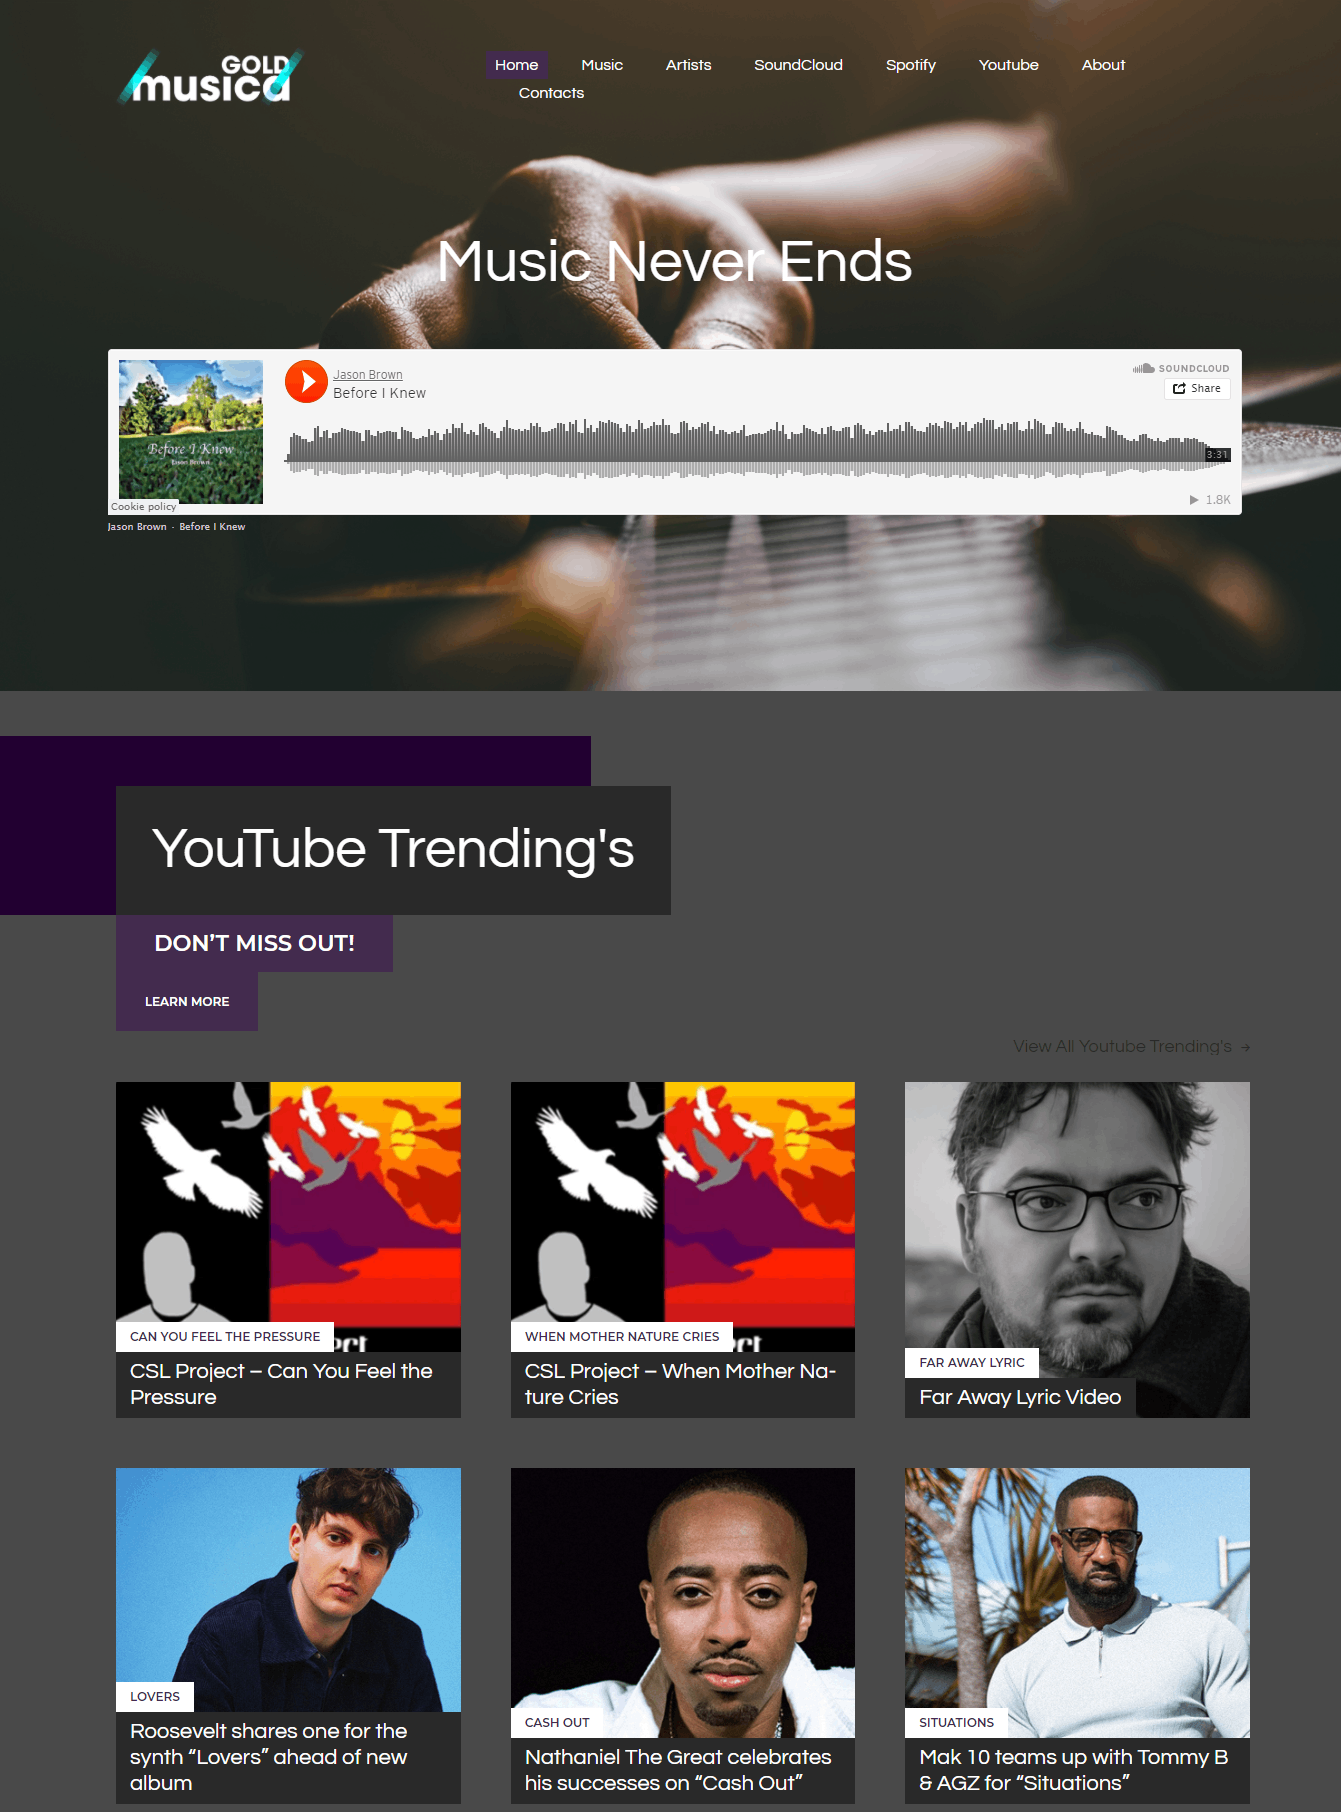 GOLD
musica
Home Music Artists SoundCloud Spotify Youtube About
Contacts
Music Never Ends
Jason Brown
Before I Knew
SOUNDCLOUD
Share
Before I Knew
Jason Brown
3:31
Cookie policy
1.8K
Jason Brown · Before I Knew
YouTube Trending's
DON’T MISS OUT!
LEARN MORE
View All Youtube Trending's →
CAN YOU FEEL THE PRESSURE
CSL Project – Can You Feel the
Pressure
WHEN MOTHER NATURE CRIES
CSL Project – When Mother Na-
ture Cries
FAR AWAY LYRIC
Far Away Lyric Video
LOVERS
Roosevelt shares one for the
synth “Lovers” ahead of new
album
CASH OUT
Nathaniel The Great celebrates
his successes on “Cash Out”
SITUATIONS
Mak 10 teams up with Tommy B
& AGZ for “Situations”